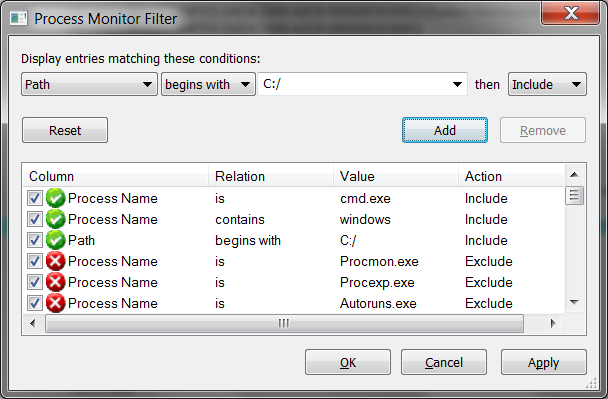 Process Monitor Filter
Display entries matching these conditions:
Path begins with C:/ then Include
Reset Add Remove
Column Relation Value Action
Process Name is cmd.exe Include
Process Name contains windows Include
Path begins with C:/ Include
Process Name is Procmon.exe Exclude
Process Name is Procexp.exe Exclude
Process Name is Autoruns.exe Exclude
OK Cancel Apply